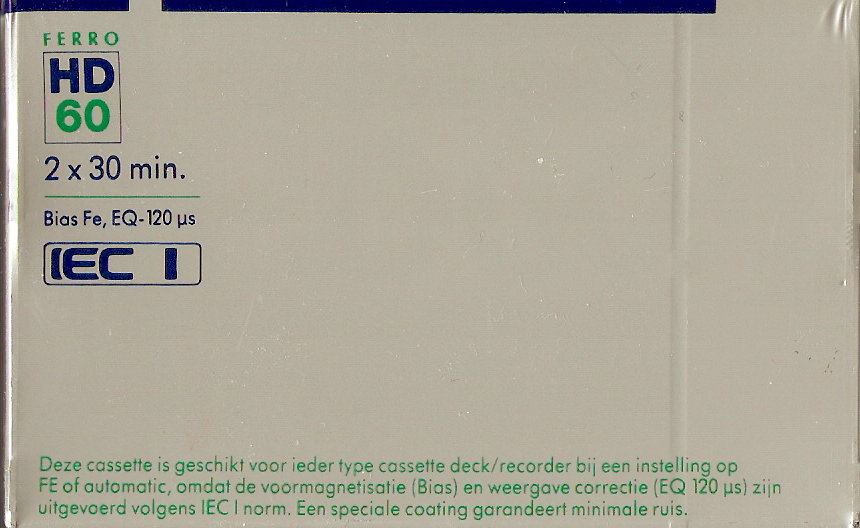 FERRO
HD
60
2 x 30 min.
Bias Fe, EQ-120 µs
IEC I
Deze cassette is geschikt voor ieder type cassette deck/recorder bij een instelling op
FE of automatic, omdat de voormagnetisatie (Bias) en weergave correctie (EQ 120 µs) zijn
uitgevoerd volgens IEC I norm. Een speciale coating garandeert minimale ruis.